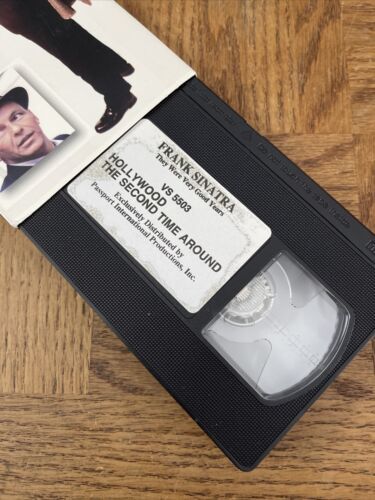 FRANK SINATRA
They Were Very Good Years
VS 5503
HOLLYWOOD
THE SECOND TIME AROUND
Exclusively Distributed by
Passport International Productions, Inc.